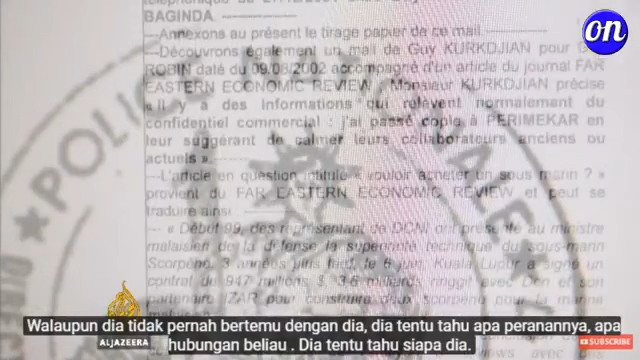 on
BAGINDA
—Annexons au présent le tirage papier de ce mail.
—Découvrons également un mail de Guy KURKDJIAN pour
ROBIN daté du 09/08/2002 accompagné d'un article du journal FAR
EASTERN ECONOMIC REVIEW. Monsieur KURKDJIAN précise
« il y a des informations qui relèvent normalement du
confidentiel commercial : j'ai passé copie à PERIMEKAR en
leur suggérant de calmer leurs collaborateurs anciens ou
actuels ».
—L'article en question intitulé « vouloir acheter un sous marin ? »
provient du FAR EASTERN ECONOMIC REVIEW et peut se
traduire ainsi
— « Début 99, des représentant de DCNI ont présenté au ministre
malaisien de la défense la supériorité technique du sous-marin
Scorpène. 3 années plus tard, le 5 juin, Kuala Lupur a signé un
contrat de 947 millions $, 3,6 milliards ringgit avec Dcn et son
partenaire IZAR pour construire deux scorpène pour la marine
POLICE
ALJAZEERA
Walaupun dia tidak pernah bertemu dengan dia, dia tentu tahu apa peranannya, apa
hubungan beliau . Dia tentu tahu siapa dia.
SUBSCRIBE